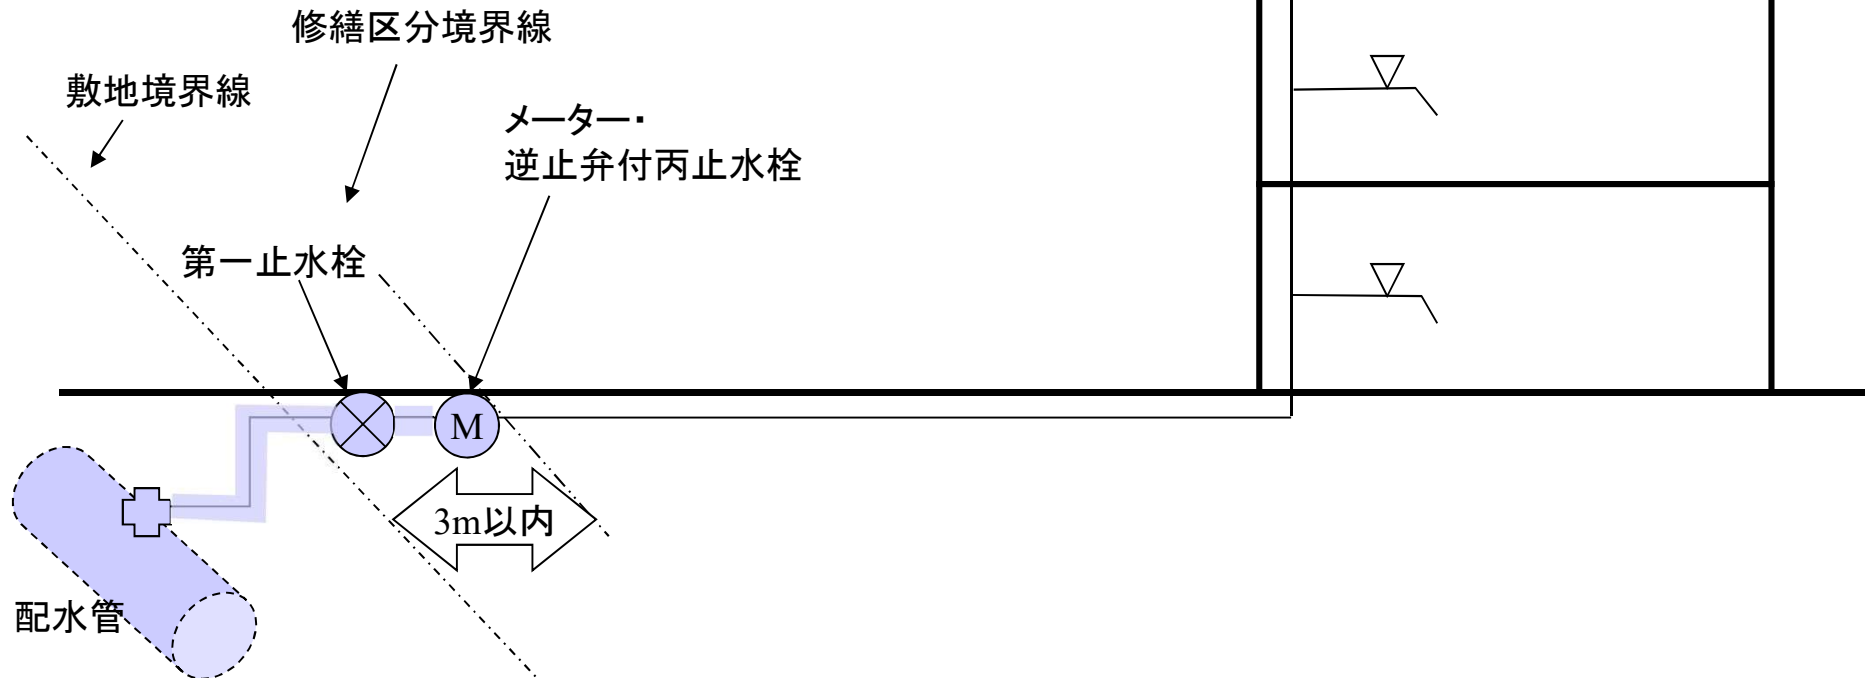 修繕区分境界線
敷地境界線
メーター・
逆止弁付丙止水栓
第一止水栓
M
3m以内
配水管